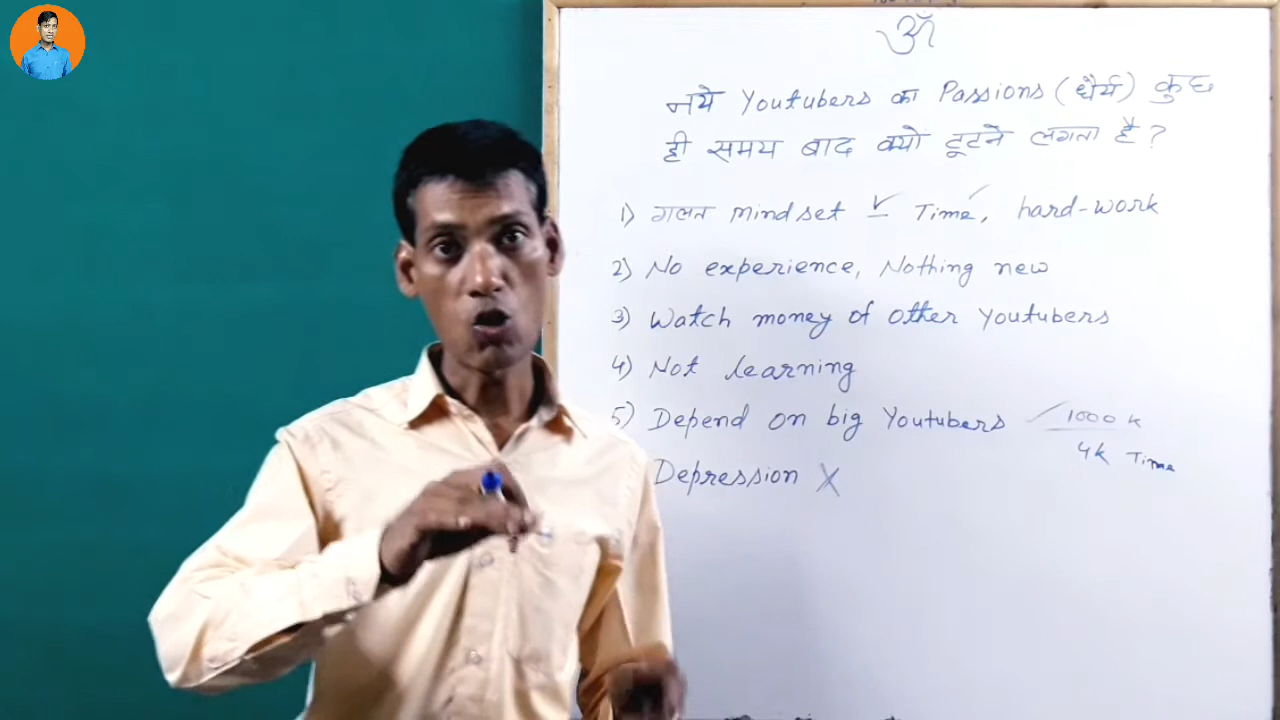 ॐ
नये Youtubers का Passions (धैर्य) कुछ
ही समय बाद क्यो टूटने लगता है ?
1) गलत mindset – Time, hard-work
2) No experience, Nothing new
3) Watch money of other Youtubers
4) Not learning
5) Depend on big Youtubers 1000 k
4k Time
Depression X